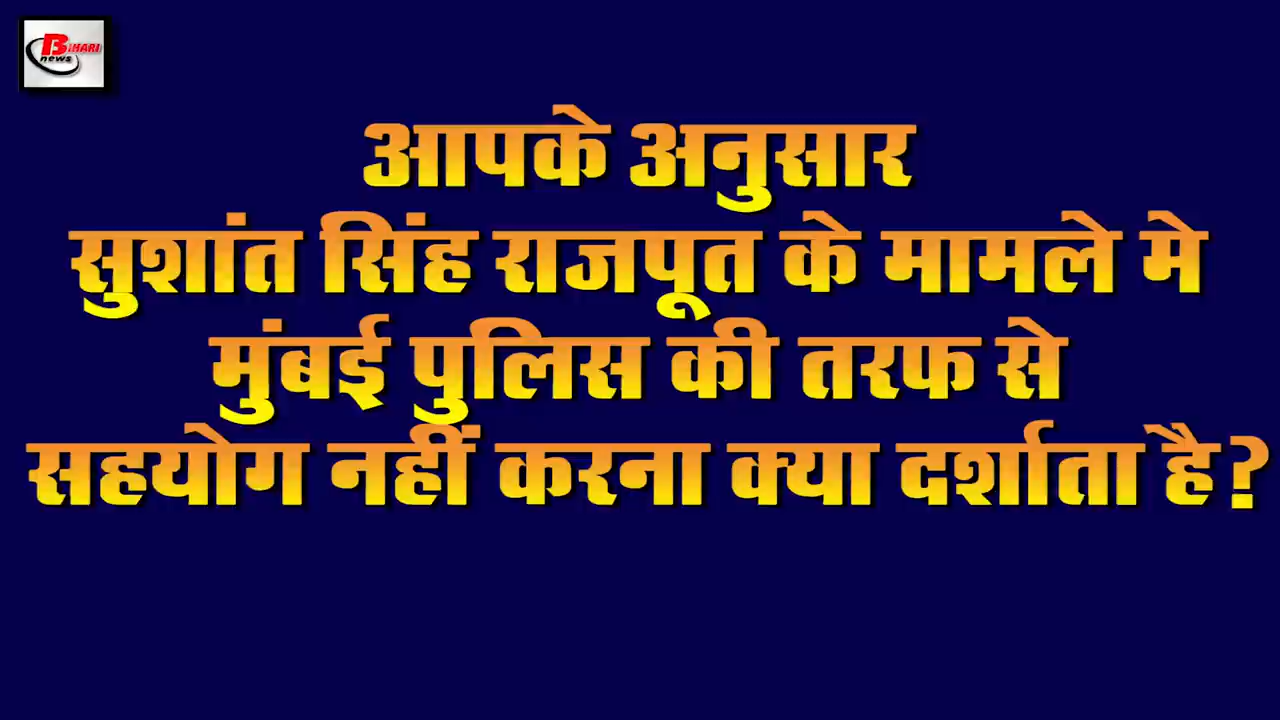 BIHARI
news
आपके अनुसार
सुशांत सिंह राजपूत के मामले मे
मुंबई पुलिस की तरफ से
सहयोग नहीं करना क्या दर्शाता है?